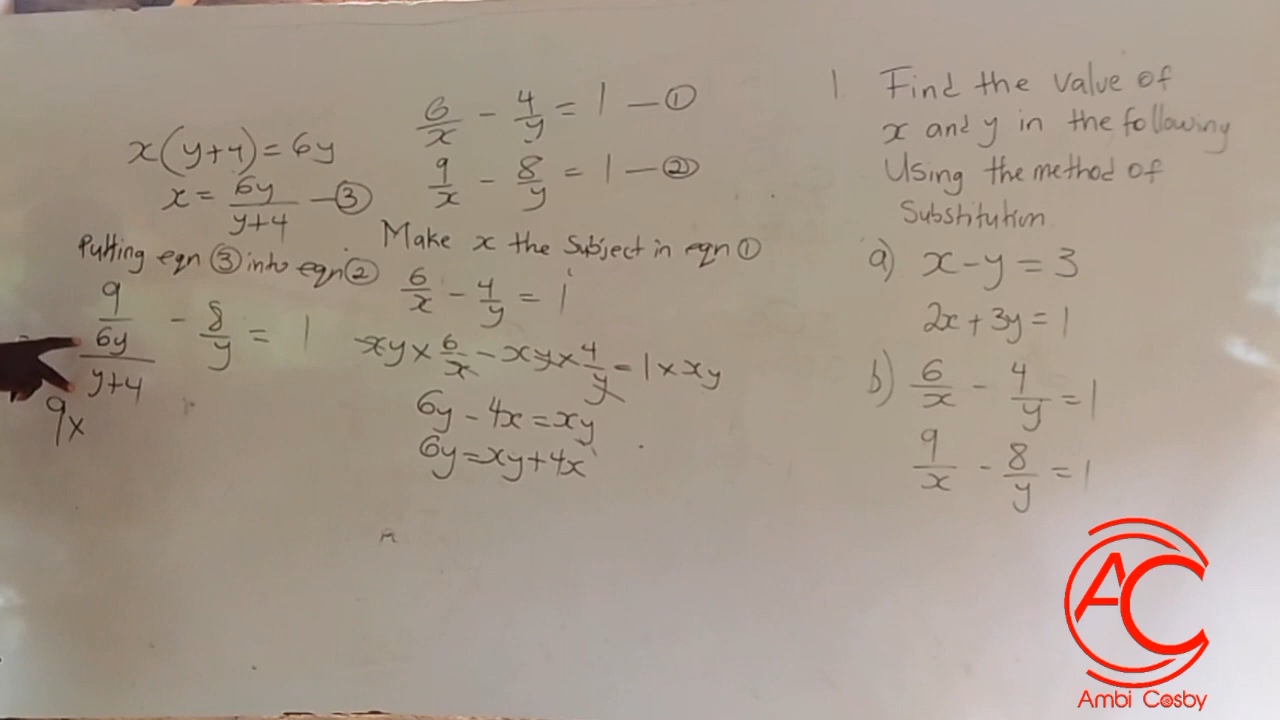 1 Find the value of
x and y in the following
Using the method of
Substitution
a) x - y = 3
2x + 3y = 1
b) 6/x - 4/y = 1
9/x - 8/y = 1
6/x - 4/y = 1 — ①
9/x - 8/y = 1 — ②
Make x the Subject in eqn ①
6/x - 4/y = 1
xy × 6/x - xy × 4/y = 1 × xy
6y - 4x = xy
6y = xy + 4x
x(y+4) = 6y
x = 6y/(y+4) — ③
Putting eqn ③ into eqn ②
9/(6y/(y+4)) - 8/y = 1
9x
AC
Ambi Cosby